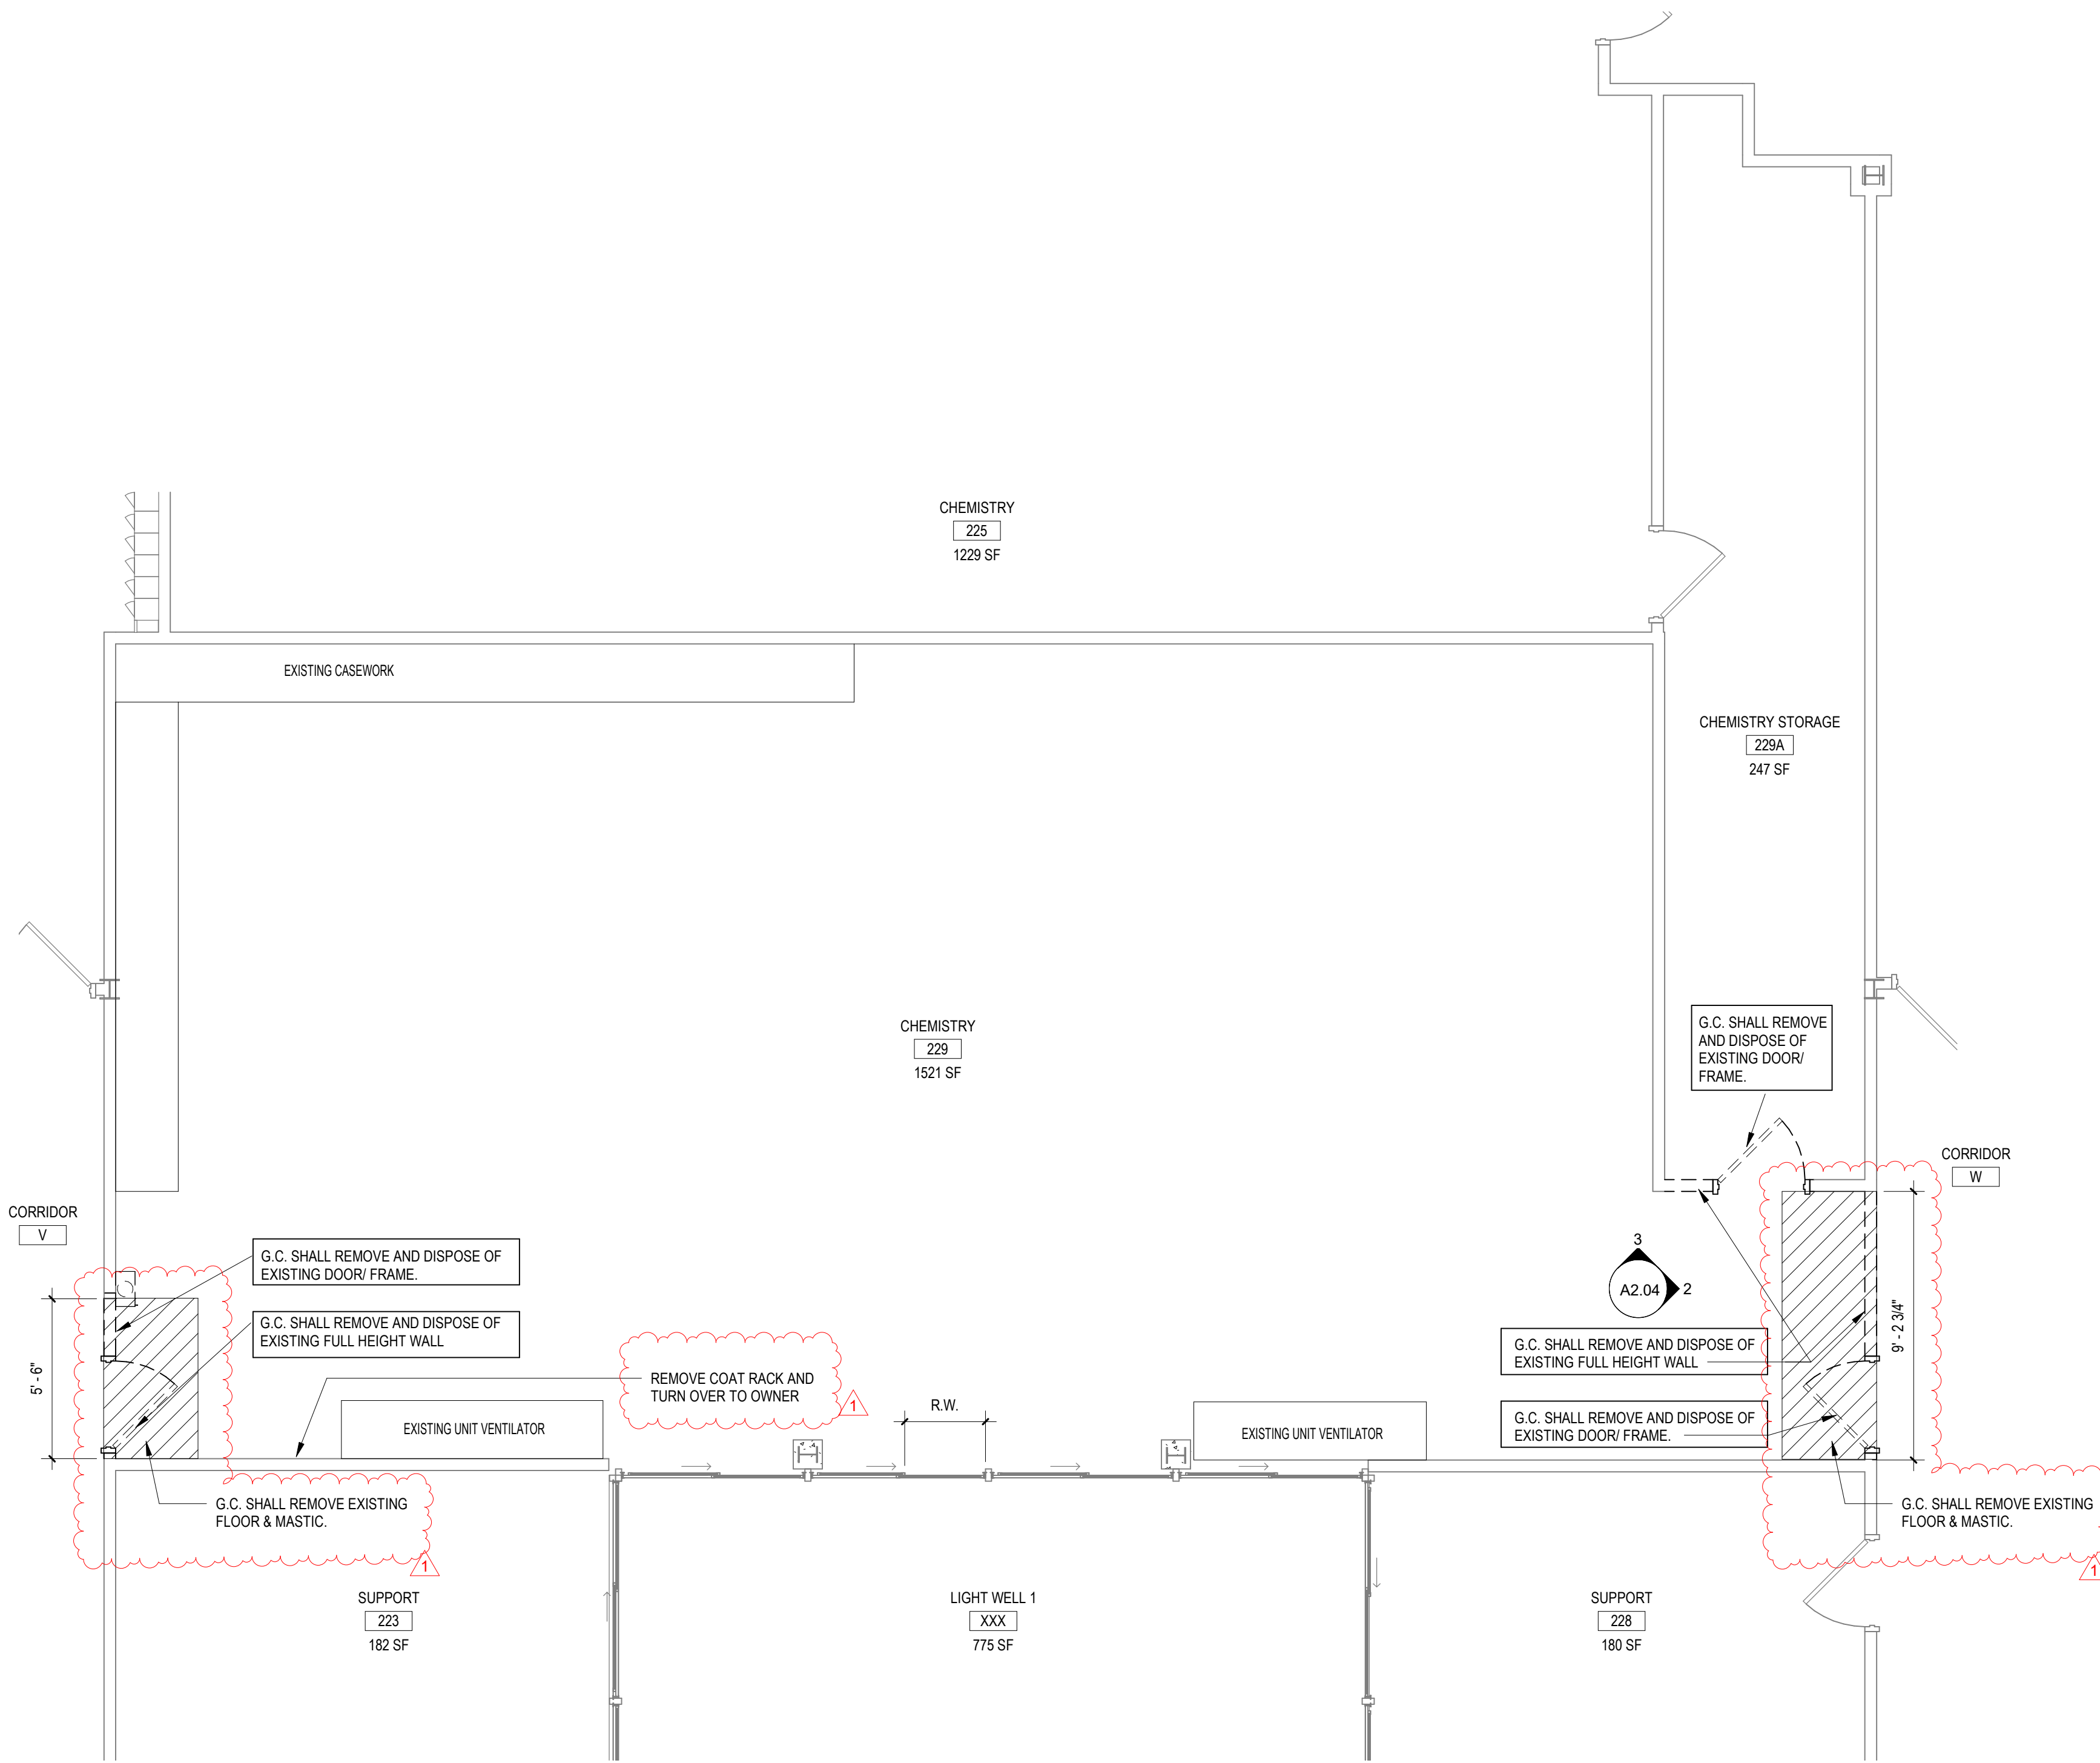 CHEMISTRY
225
1229 SF
EXISTING CASEWORK
CHEMISTRY STORAGE
229A
247 SF
CHEMISTRY
229
1521 SF
G.C. SHALL REMOVE
AND DISPOSE OF
EXISTING DOOR/
FRAME.
CORRIDOR
W
CORRIDOR
V
G.C. SHALL REMOVE AND DISPOSE OF
EXISTING DOOR/ FRAME.
G.C. SHALL REMOVE AND DISPOSE OF
EXISTING FULL HEIGHT WALL
5' - 6"
REMOVE COAT RACK AND
TURN OVER TO OWNER
1
R.W.
EXISTING UNIT VENTILATOR
EXISTING UNIT VENTILATOR
3
A2.04
2
G.C. SHALL REMOVE AND DISPOSE OF
EXISTING FULL HEIGHT WALL
G.C. SHALL REMOVE AND DISPOSE OF
EXISTING DOOR/ FRAME.
9' - 2 3/4"
G.C. SHALL REMOVE EXISTING
FLOOR & MASTIC.
1
G.C. SHALL REMOVE EXISTING
FLOOR & MASTIC.
1
SUPPORT
223
182 SF
LIGHT WELL 1
XXX
775 SF
SUPPORT
228
180 SF